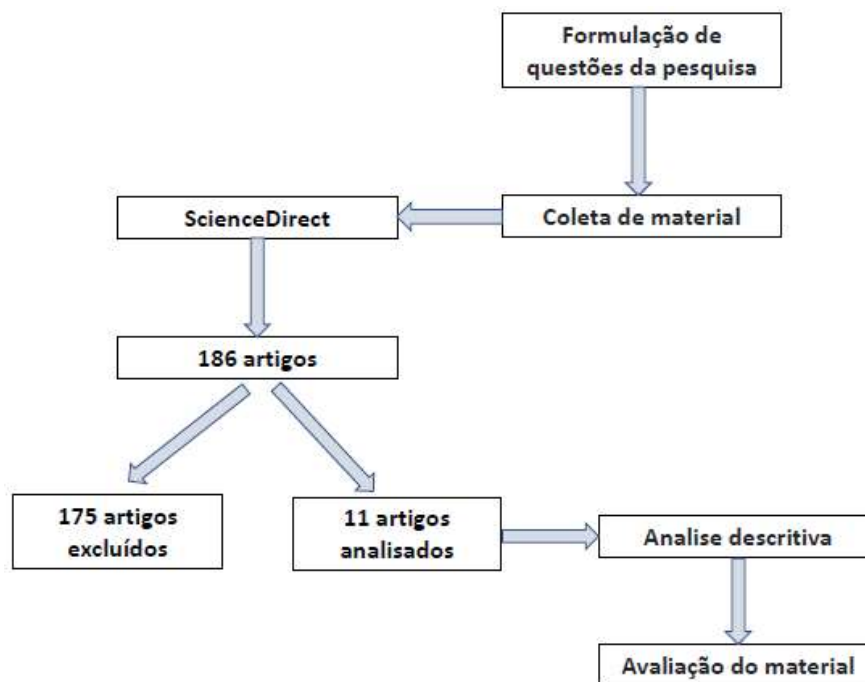 Formulação de
questões da pesquisa
Coleta de material
ScienceDirect
186 artigos
175 artigos
excluídos
11 artigos
analisados
Analise descritiva
Avaliação do material